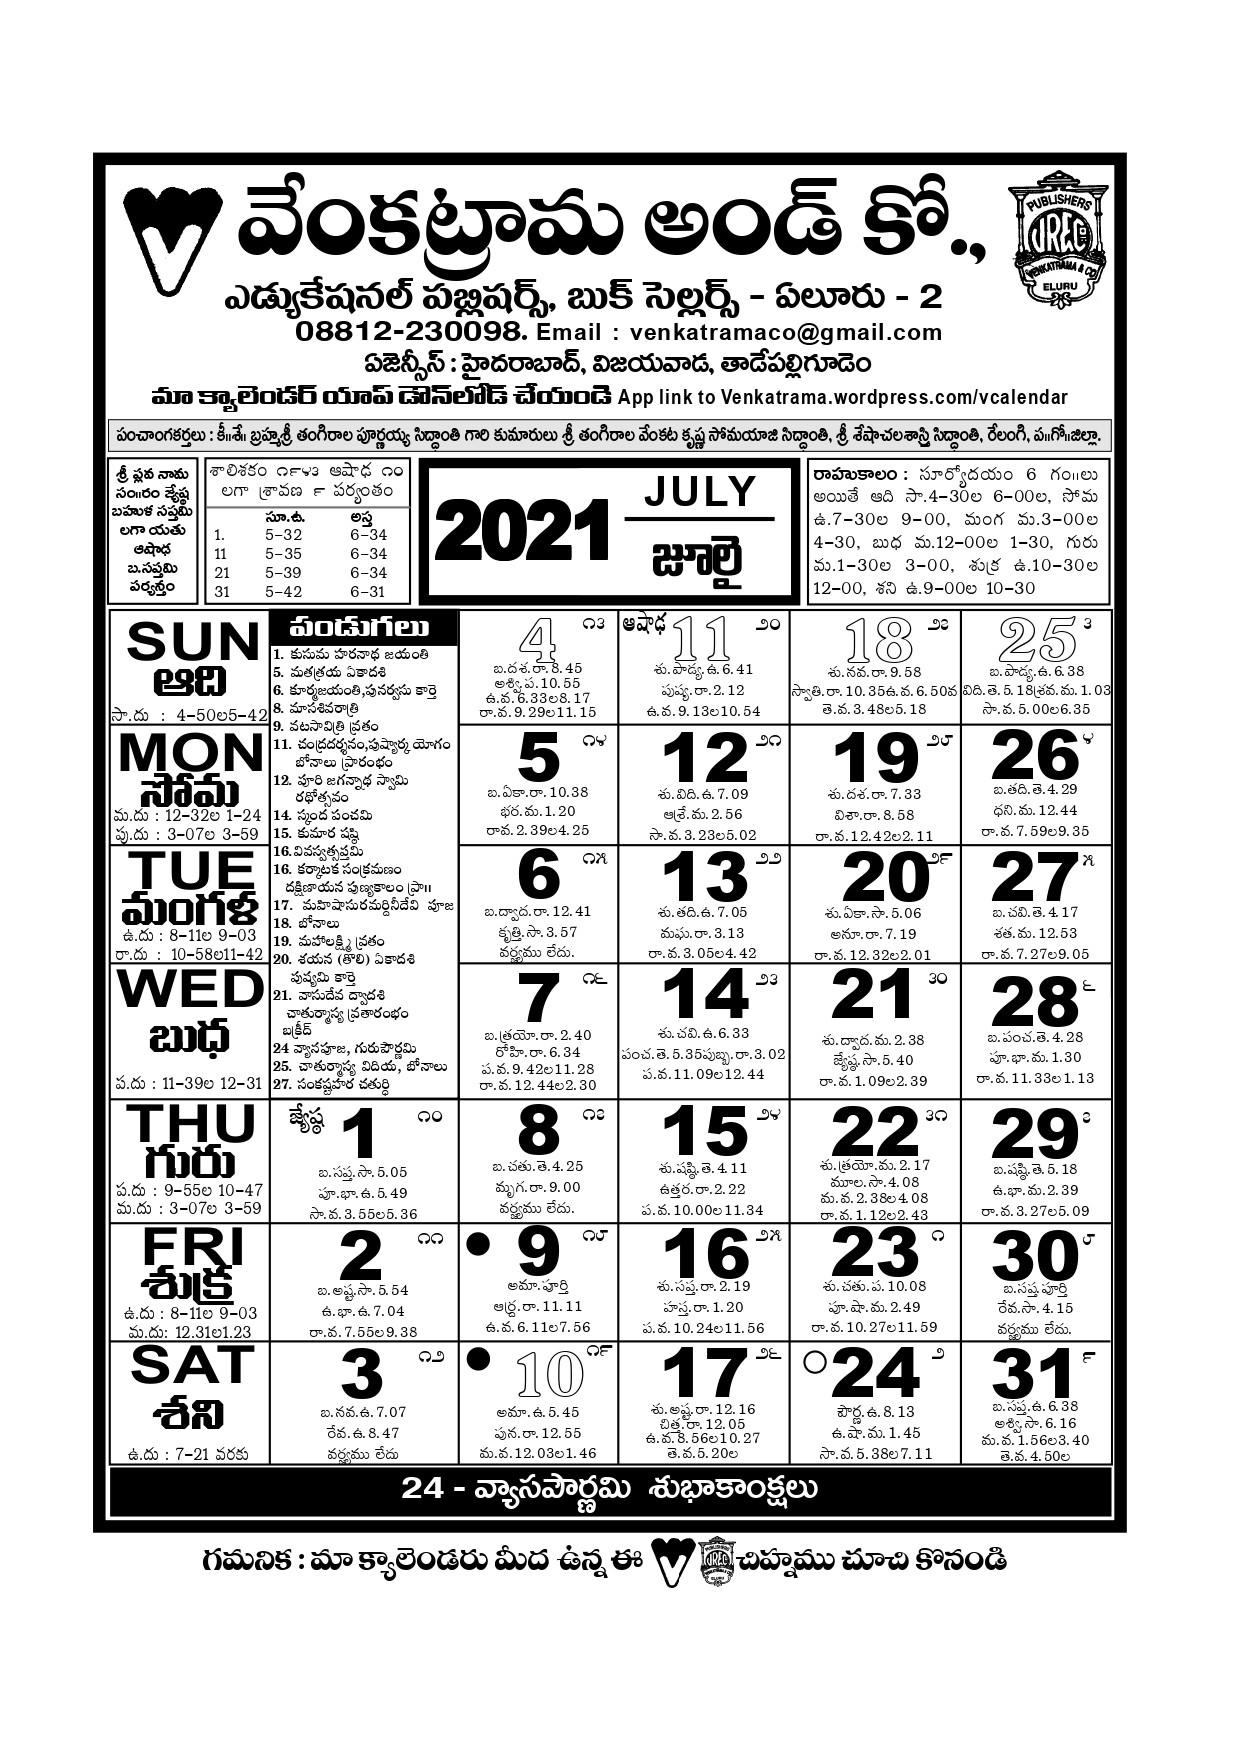 వేంకట్రామ అండ్ కో.,
PUBLISHERS
VRE Co
VENKATRAMA & CO
ELURU
ఎడ్యుకేషనల్ పబ్లిషర్స్, బుక్ సెల్లర్స్ - ఏలూరు - 2
08812-230098. Email : venkatramaco@gmail.com
ఏజెన్సీస్ : హైదరాబాద్, విజయవాడ, తాడేపల్లిగూడెం
మా క్యాలెండర్ యాప్ డౌన్‌లోడ్ చేయండి App link to Venkatrama.wordpress.com/vcalendar
పంచాంగకర్తలు : కీ॥శే॥ బ్రహ్మశ్రీ తంగిరాల పూర్ణయ్య సిద్ధాంతి గారి కుమారులు శ్రీ తంగిరాల వేంకట కృష్ణ సోమయాజి సిద్ధాంతి, శ్రీ శేషాచలశాస్త్రి సిద్ధాంతి, రేలంగి, ప॥గో॥జిల్లా.
శ్రీ ప్లవ నామ
సం॥రం జ్యేష్ఠ
బహుళ సప్తమి
లగా యతు
ఆషాఢ
బ.సప్తమి
పర్యన్తం
శాలిశకం ౧౯౪౩ ఆషాఢ ౧౦
లగా శ్రావణ ౯ పర్యంతం
సూ.ఉ. అస్త
1. 5-32 6-34
11 5-35 6-34
21 5-39 6-34
31 5-42 6-31
2021
JULY
జూలై
రాహుకాలం : సూర్యోదయం 6 గం॥లు
అయితే ఆది సా.4-30ల 6-00ల, సోమ
ఉ.7-30ల 9-00, మంగ మ.3-00ల
4-30, బుధ మ.12-00ల 1-30, గురు
మ.1-30ల 3-00, శుక్ర ఉ.10-30ల
12-00, శని ఉ.9-00ల 10-30
SUN
ఆది
సా.దు : 4-50ల5-42
పండుగలు
1. కుసుమ హరనాథ జయంతి
5. మతత్రయ ఏకాదశి
6. కూర్మజయంతి,పునర్వసు కార్తె
8. మాసశివరాత్రి
9. వటసావిత్రి వ్రతం
11. చంద్రదర్శనం,పుష్యార్క యోగం
బోనాలు ప్రారంభం
12. పూరి జగన్నాథ స్వామి
రథోత్సవం
14. స్కంద పంచమి
15. కుమార షష్ఠి
16.వివస్వత్సప్తమి
16. కర్కాటక సంక్రమణం
దక్షిణాయన పుణ్యకాలం ప్రా॥
17. మహిషాసురమర్దినీదేవి పూజ
18. బోనాలు
19. మహాలక్ష్మి వ్రతం
20. శయన (తొలి) ఏకాదశి
పుష్యమి కార్తె
21. వాసుదేవ ద్వాదశి
చాతుర్మాస్య వ్రతారంభం
బక్రీద్
24 వ్యాసపూజ, గురుపౌర్ణమి
25. చాతుర్మాస్య విదియ, బోనాలు
27. సంకష్టహర చతుర్థి
4 ౧౩
బ.దశ.రా.8.45
అశ్వి.ప.10.55
ఉ.వ.6.33ల8.17
రా.వ.9.29ల11.15
ఆషాఢ 11 ౨౦
శు.పాడ్య.ఉ.6.41
పుష్య.రా.2.12
ఉ.వ.9.13ల10.54
18 ౨౭
శు.నవ.రా.9.58
స్వాతి.రా.10.35ఉ.వ.6.50వ
తె.వ.3.48ల5.18
25 ౩
బ.పాడ్య.ఉ.6.38
విది.తె.5.18శ్రవ.మ.1.03
సా.వ.5.00ల6.35
MON
సోమ
మ.దు : 12-32ల 1-24
పు.దు : 3-07ల 3-59
5 ౧౪
బ.ఏకా.రా.10.38
భర.మ.1.20
రావ.2.39ల4.25
12 ౨౧
శు.విది.ఉ.7.09
ఆశ్రే.మ.2.56
సా.వ.3.23ల5.02
19 ౨౮
శు.దశ.రా.7.33
విశా.రా.8.58
రా.వ.12.42ల2.11
26 ౪
బ.తది.తె.4.29
ధని.మ.12.44
రా.వ.7.59ల9.35
TUE
మంగళ
ఉ.దు : 8-11ల 9-03
రా.దు : 10-58ల11-42
6 ౧౫
బ.ద్వాద.రా.12.41
కృత్తి.సా.3.57
వర్జ్యము లేదు.
13 ౨౨
శు.తది.ఉ.7.05
మఘ.రా.3.13
రా.వ.3.05ల4.42
20 ౨౯
శు.ఏకా.సా.5.06
అనూ.రా.7.19
రా.వ.12.32ల2.01
27 ౫
బ.చవి.తె.4.17
శత.మ.12.53
రా.వ.7.27ల9.05
WED
బుధ
ప.దు : 11-39ల 12-31
7 ౧౬
బ.త్రయో.రా.2.40
రోహి.రా.6.34
ప.వ.9.42ల11.28
రా.వ.12.44ల2.30
14 ౨౩
శు.చవి.ఉ.6.33
పంచ.తె.5.35పుబ్బ.రా.3.02
ప.వ.11.09ల12.44
21 ౩౦
శు.ద్వాద.మ.2.38
జ్యేష్ఠ.సా.5.40
రా.వ.1.09ల2.39
28 ౬
బ.పంచ.తె.4.28
పూ.భా.మ.1.30
రా.వ.11.33ల1.13
THU
గురు
ప.దు : 9-55ల 10-47
మ.దు : 3-07ల 3-59
జ్యేష్ఠ 1 ౧౦
బ.సప్త.సా.5.05
పూ.భా.ఉ.5.49
సా.వ.3.55ల5.36
8 ౧౭
బ.చతు.తె.4.25
మృగ.రా.9.00
వర్జ్యము లేదు.
15 ౨౪
శు.షష్ఠి.తె.4.11
ఉత్తర.రా.2.22
ప.వ.10.00ల11.34
22 ౩౧
శు.త్రయో.మ.2.17
మూల.సా.4.08
మ.వ.2.38ల4.08
రా.వ.1.12ల2.43
29 ౭
బ.షష్ఠి.తె.5.18
ఉ.భా.మ.2.39
రా.వ.3.27ల5.09
FRI
శుక్ర
ఉ.దు : 8-11ల 9-03
మ.దు: 12.31ల1.23
2 ౧౧
బ.అష్ట.సా.5.54
ఉ.భా.ఉ.7.04
రా.వ.7.55ల9.38
9 ౧౮
అమా.పూర్తి
ఆర్ద్ర.రా.11.11
ఉ.వ.6.11ల7.56
16 ౨౫
శు.సప్త.రా.2.19
హస్త.రా.1.20
ప.వ.10.24ల11.56
23 ౧
శు.చతు.ప.10.08
పూ.షా.మ.2.49
రా.వ.10.27ల11.59
30 ౮
బ.సప్త.పూర్తి
రేవ.సా.4.15
వర్జ్యము లేదు.
SAT
శని
ఉ.దు : 7-21 వరకు
3 ౧౨
బ.నవ.ఉ.7.07
రేవ.ఉ.8.47
వర్జ్యము లేదు
10 ౧౯
అమా.ఉ.5.45
పున.రా.12.55
మ.వ.12.03ల1.46
17 ౨౬
శు.అష్ట.రా.12.16
చిత్త.రా.12.05
ఉ.వ.8.56ల10.27
తె.వ.5.20ల
24 ౨
పౌర్ణ.ఉ.8.13
ఉ.షా.మ.1.45
సా.వ.5.38ల7.11
31 ౯
బ.సప్త.ఉ.6.38
అశ్వి.సా.6.16
మ.వ.1.56ల3.40
తె.వ.4.50ల
24 - వ్యాసపౌర్ణమి శుభాకాంక్షలు
గమనిక : మా క్యాలెండరు మీద ఉన్న ఈ చిహ్నము చూచి కొనండి